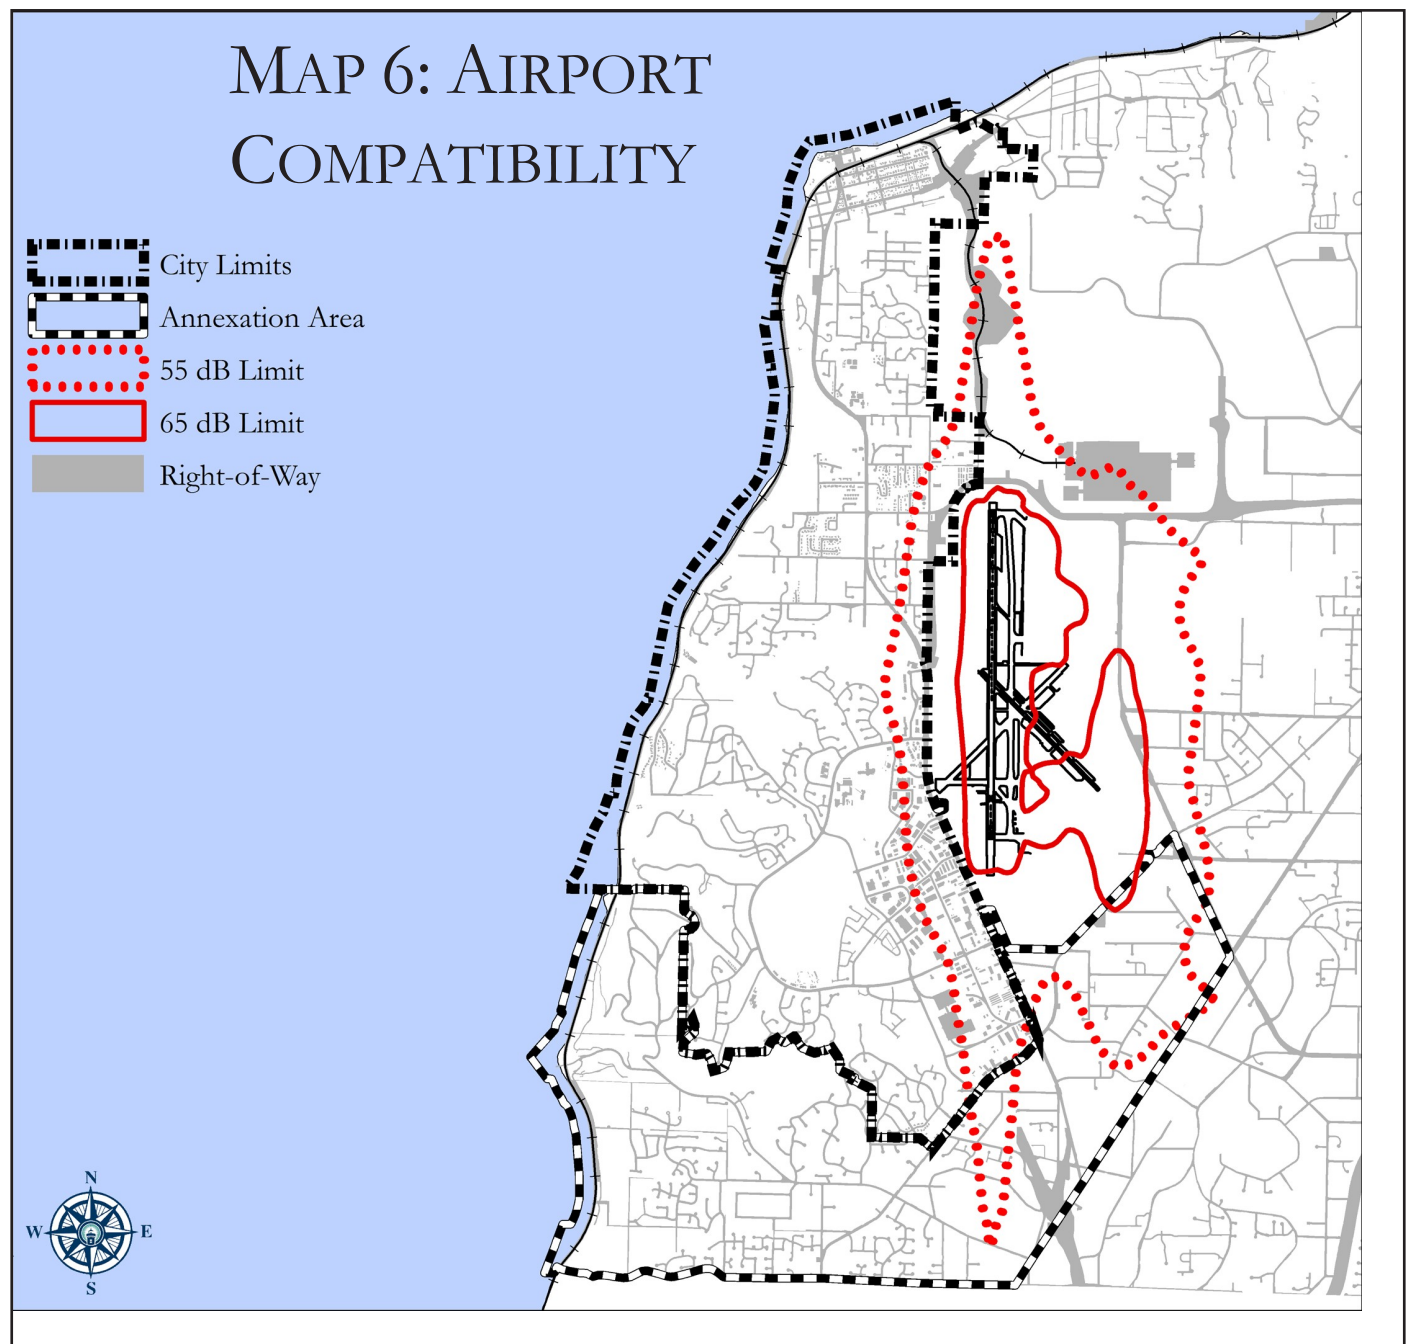 MAP 6: AIRPORT
COMPATIBILITY
City Limits
Annexation Area
55 dB Limit
65 dB Limit
Right-of-Way
N
W E
S